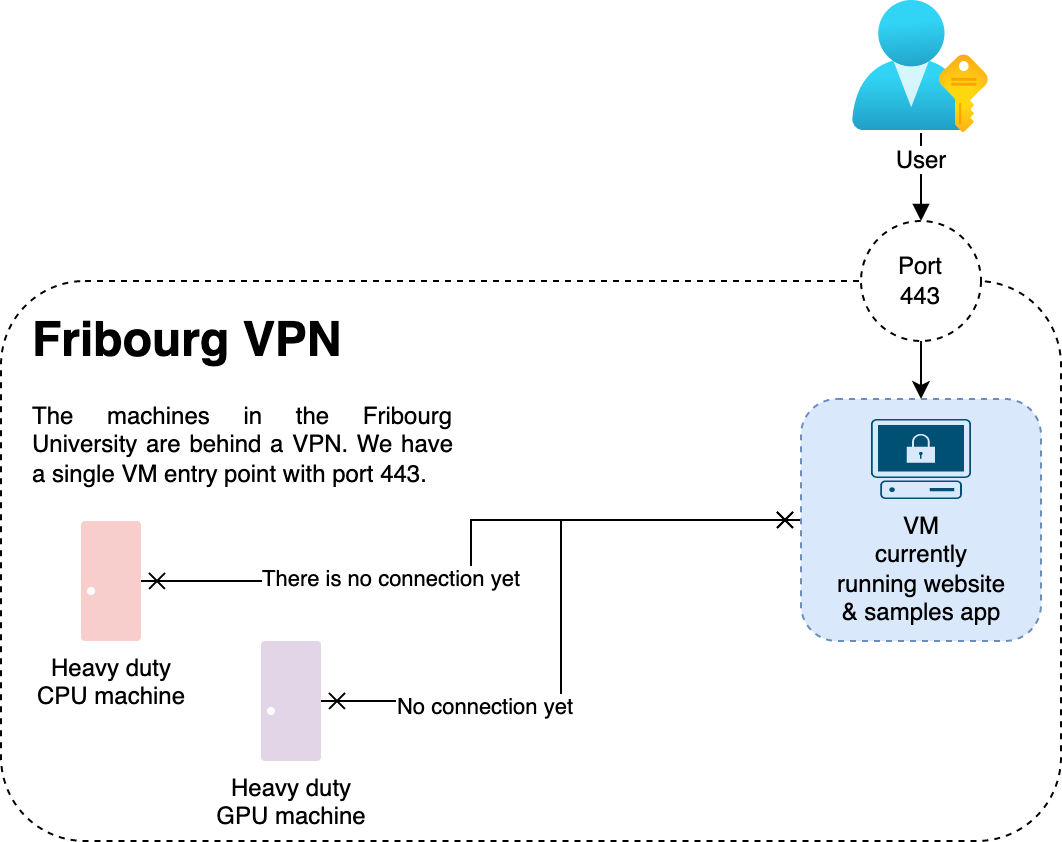 User
Port
443
Fribourg VPN
The machines in the Fribourg
University are behind a VPN. We have
a single VM entry point with port 443.
VM
currently
running website
& samples app
There is no connection yet
Heavy duty
CPU machine
No connection yet
Heavy duty
GPU machine